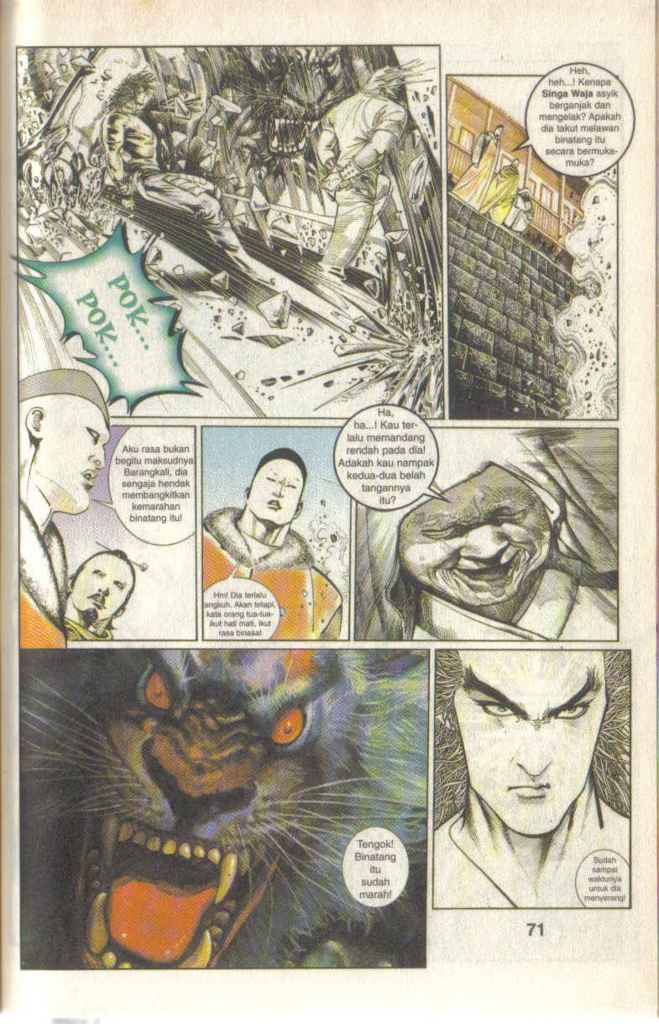 Heh,
heh...! Kenapa
Singa Waja asyik
berganjak dan
mengelak? Apakah
dia takut melawan
binatang itu
secara bermuka-
muka?
POK...
POK...
Aku rasa bukan
begitu maksudnya
Barangkali, dia
sengaja hendak
membangkitkan
kemarahan
binatang itu!
Hm! Dia terlalu
angkuh. Akan tetapi,
kata orang tua-tua-
ikut hati mati, ikut
rasa binasa!
Ha,
ha...! Kau ter-
lalu memandang
rendah pada dia!
Adakah kau nampak
kedua-dua belah
tangannya
itu?
Tengok!
Binatang
itu
sudah
marah!
Sudah
sampai
waktunya
untuk dia
menyerang!
71